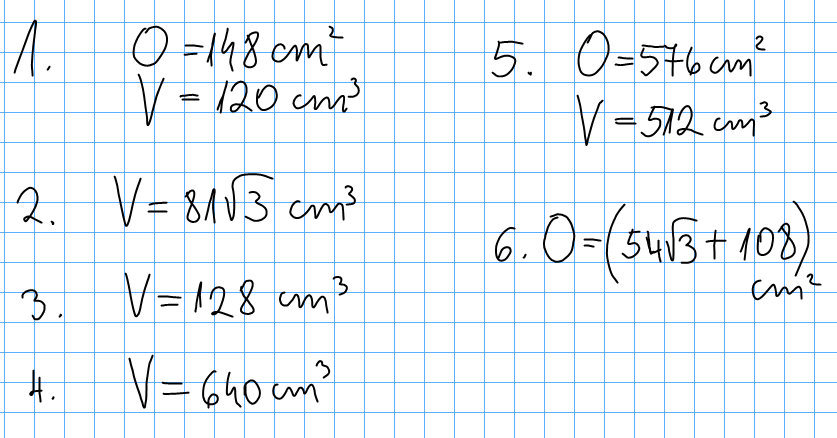 1. O = 148 cm²
V = 120 cm³
2. V = 81√3 cm³
3. V = 128 cm³
4. V = 640 cm³
5. O = 576 cm²
V = 512 cm³
6. O = (54√3 + 108)
cm²